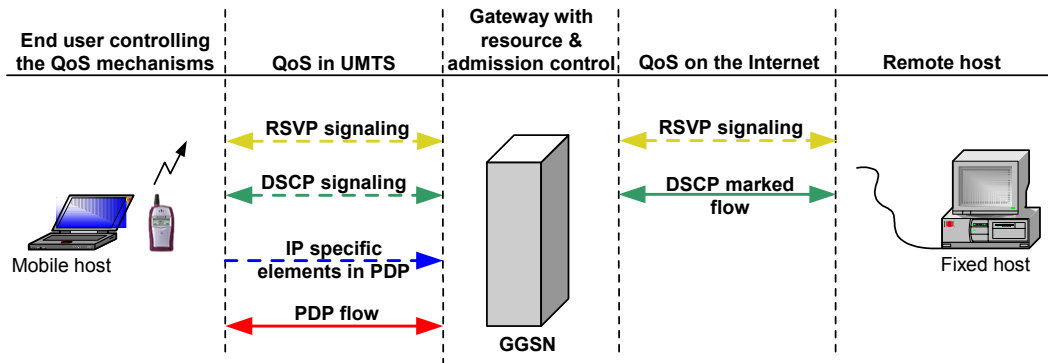 End user controlling
the QoS mechanisms
QoS in UMTS
Gateway with
resource &
admission control
QoS on the Internet
Remote host
RSVP signaling
RSVP signaling
DSCP signaling
DSCP marked
flow
IP specific
elements in PDP
PDP flow
Mobile host
GGSN
Fixed host